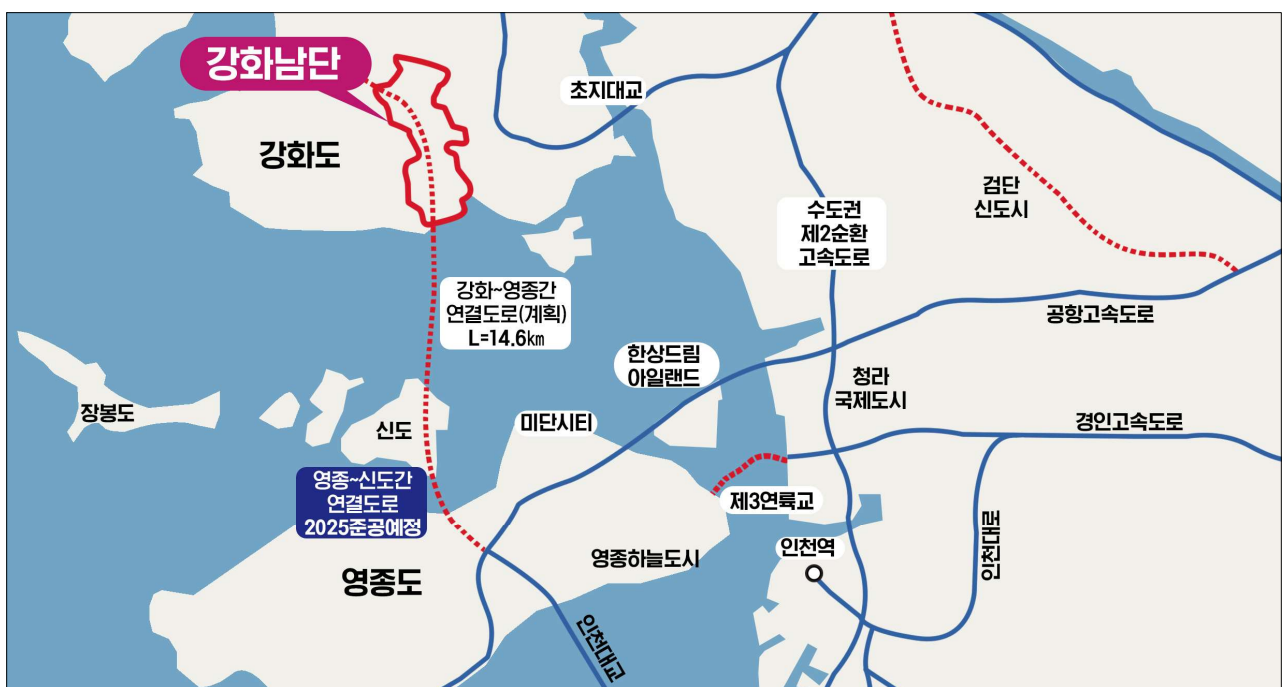 강화남단
초지대교
강화도
검단
신도시
수도권
제2순환
고속도로
강화~영종간
연결도로(계획)
L=14.6km
공항고속도로
한상드림
아일랜드
청라
국제도시
장봉도
신도
미단시티
경인고속도로
영종~신도간
연결도로
2025준공예정
제3연륙교
영종하늘도시
인천역
인천대로
영종도
인천대교